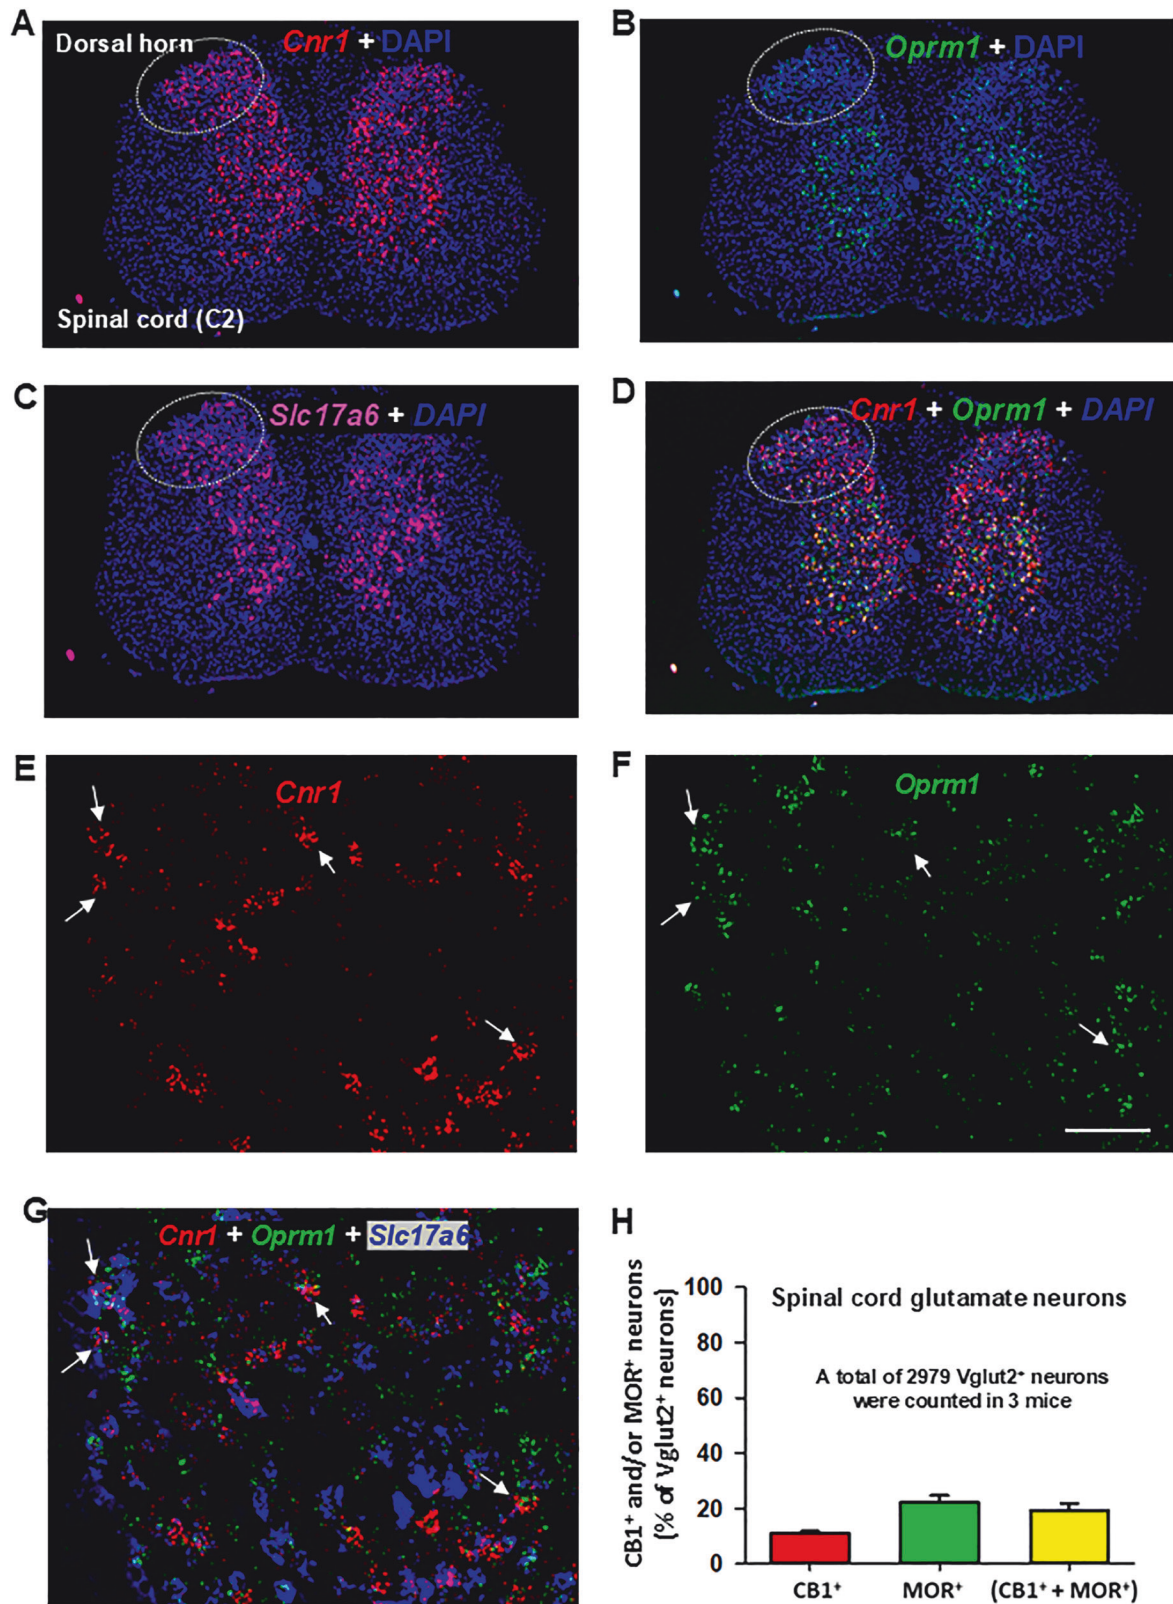 A
Dorsal horn
Cnr1 + DAPI
Spinal cord (C2)
B
Oprm1 + DAPI
C
Slc17a6 + DAPI
D
Cnr1 + Oprm1 + DAPI
E
Cnr1
F
Oprm1
G
Cnr1 + Oprm1 + Slc17a6
H
CB1⁺ and/or MOR⁺ neurons
(% of Vglut2⁺ neurons)
100
80
60
40
20
0
Spinal cord glutamate neurons
A total of 2979 Vglut2⁺ neurons
were counted in 3 mice
CB1⁺
MOR⁺
(CB1⁺ + MOR⁺)